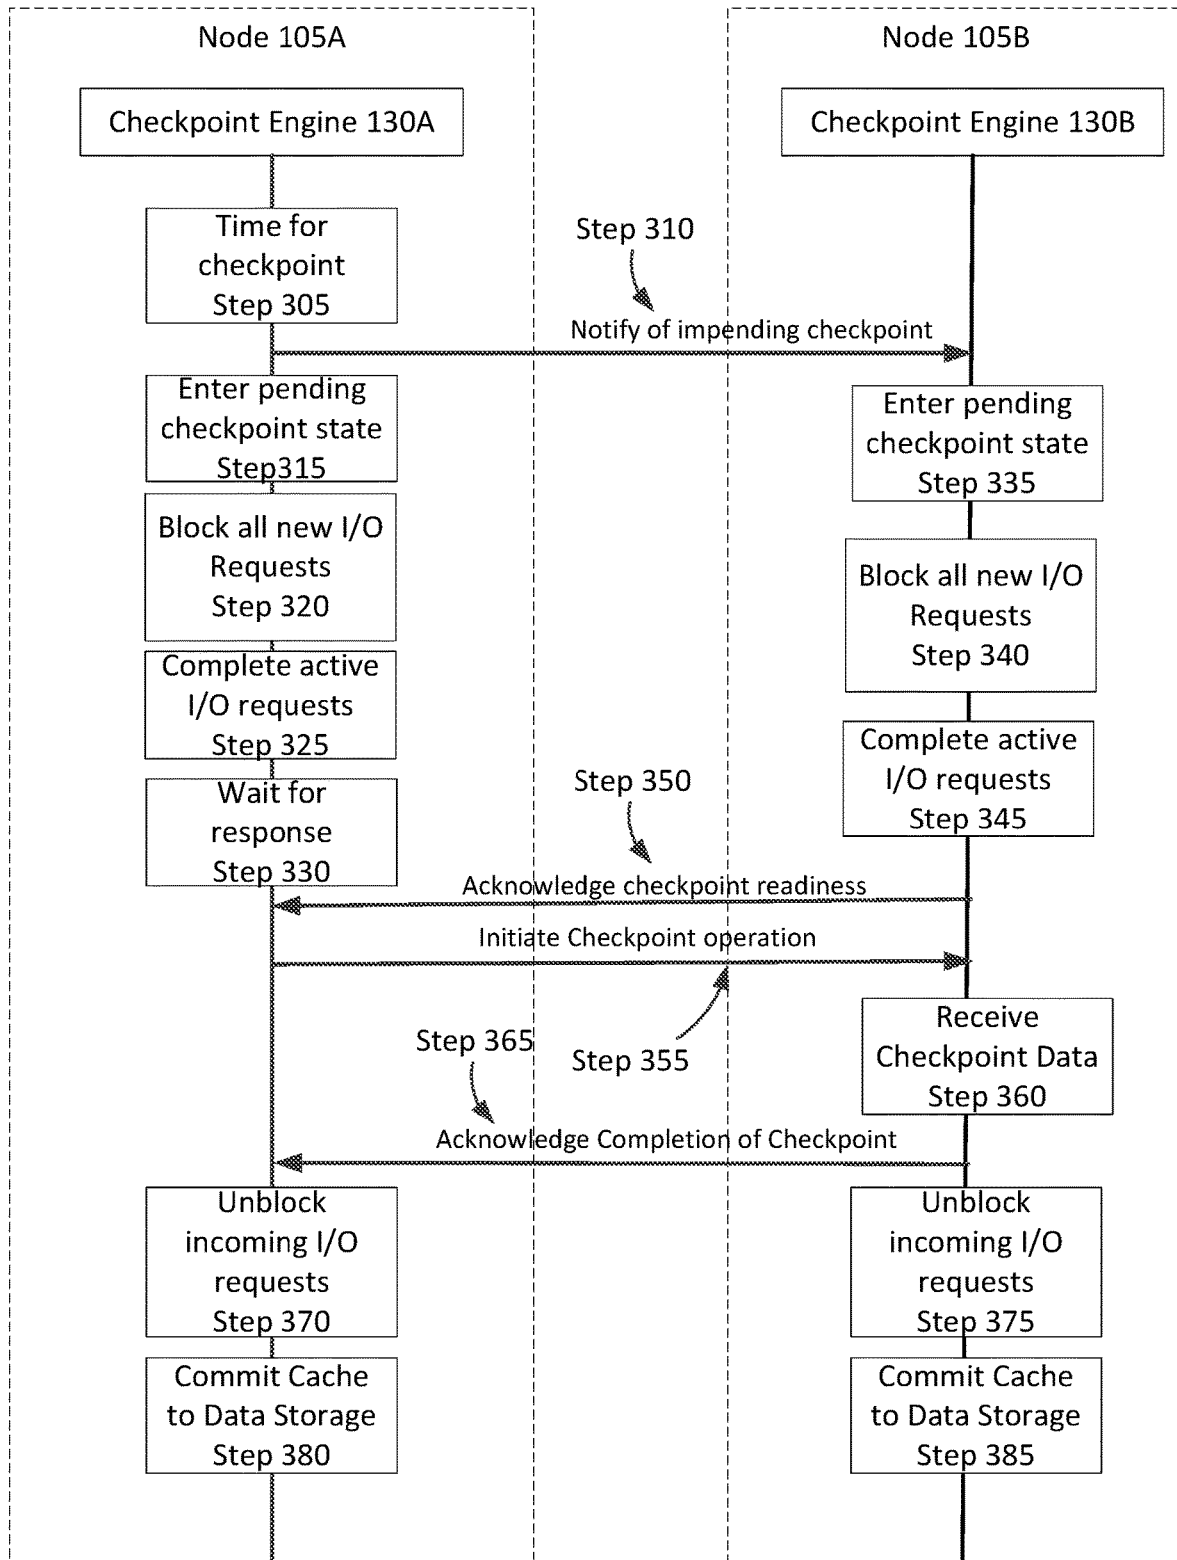 Node 105A
Node 105B
Checkpoint Engine 130A
Checkpoint Engine 130B
Time for
checkpoint
Step 305
Step 310
Notify of impending checkpoint
Enter pending
checkpoint state
Step315
Enter pending
checkpoint state
Step 335
Block all new I/O
Requests
Step 320
Block all new I/O
Requests
Step 340
Complete active
I/O requests
Step 325
Complete active
I/O requests
Step 345
Wait for
response
Step 330
Step 350
Acknowledge checkpoint readiness
Initiate Checkpoint operation
Step 355
Receive
Checkpoint Data
Step 360
Step 365
Acknowledge Completion of Checkpoint
Unblock
incoming I/O
requests
Step 370
Unblock
incoming I/O
requests
Step 375
Commit Cache
to Data Storage
Step 380
Commit Cache
to Data Storage
Step 385